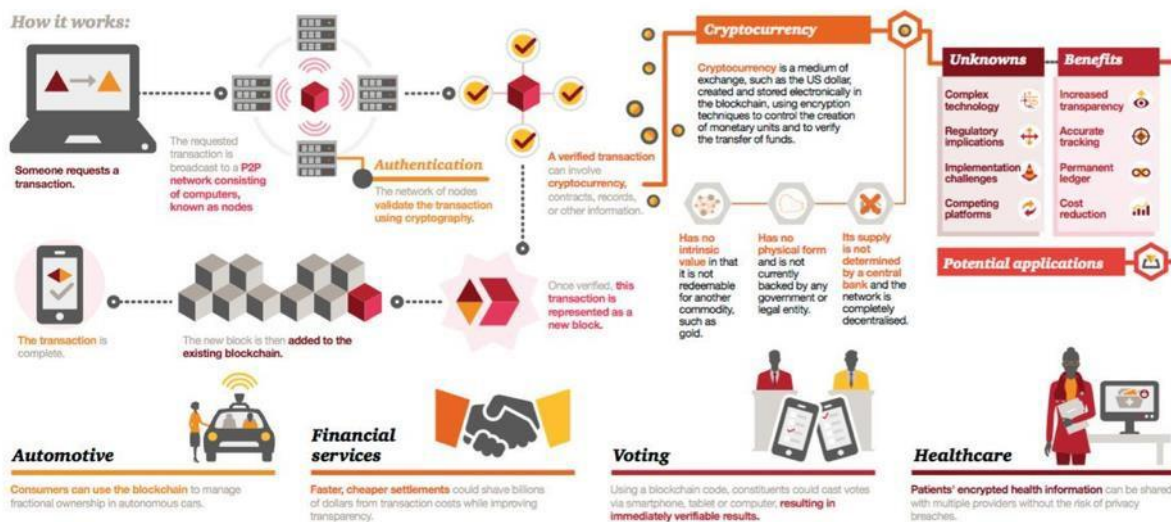 How it works:
Someone requests a
transaction.
The requested
transaction is
broadcast to a P2P
network consisting
of computers,
known as nodes
Authentication
The network of nodes
validate the transaction
using cryptography.
A verified transaction
can involve
cryptocurrency,
contracts, records,
or other information.
Cryptocurrency
Cryptocurrency is a medium of
exchange, such as the US dollar,
created and stored electronically in
the blockchain, using encryption
techniques to control the creation
of monetary units and to verify
the transfer of funds.
Has no
intrinsic
value in that
it is not
redeemable
for another
commodity,
such as
gold.
Has no
physical form
and is not
currently
backed by any
government or
legal entity.
Its supply
is not
determined
by a central
bank and the
network is
completely
decentralised.
Unknowns
Complex
technology
Regulatory
implications
Implementation
challenges
Competing
platforms
Benefits
Increased
transparency
Accurate
tracking
Permanent
ledger
Cost
reduction
Potential applications
The transaction is
complete.
The new block is then added to the
existing blockchain.
Once verified, this
transaction is
represented as a
new block.
Automotive
Consumers can use the blockchain to manage
fractional ownership in autonomous cars.
Financial
services
Faster, cheaper settlements could shave billions
of dollars from transaction costs while improving
transparency.
Voting
Using a blockchain code, constituents could cast votes
via smartphone, tablet or computer, resulting in
immediately verifiable results.
Healthcare
Patients' encrypted health information can be shared
with multiple providers without the risk of privacy
breaches.